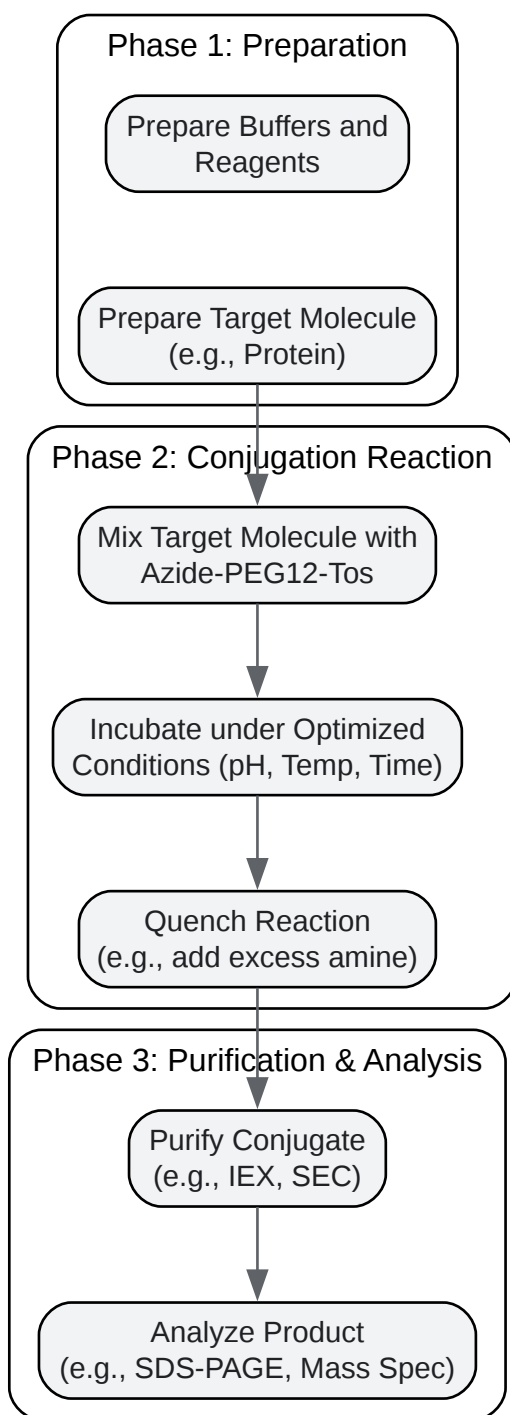 Phase 1: Preparation
Prepare Buffers and
Reagents
Prepare Target Molecule
(e.g., Protein)
Phase 2: Conjugation Reaction
Mix Target Molecule with
Azide-PEG12-Tos
Incubate under Optimized
Conditions (pH, Temp, Time)
Quench Reaction
(e.g., add excess amine)
Phase 3: Purification & Analysis
Purify Conjugate
(e.g., IEX, SEC)
Analyze Product
(e.g., SDS-PAGE, Mass Spec)